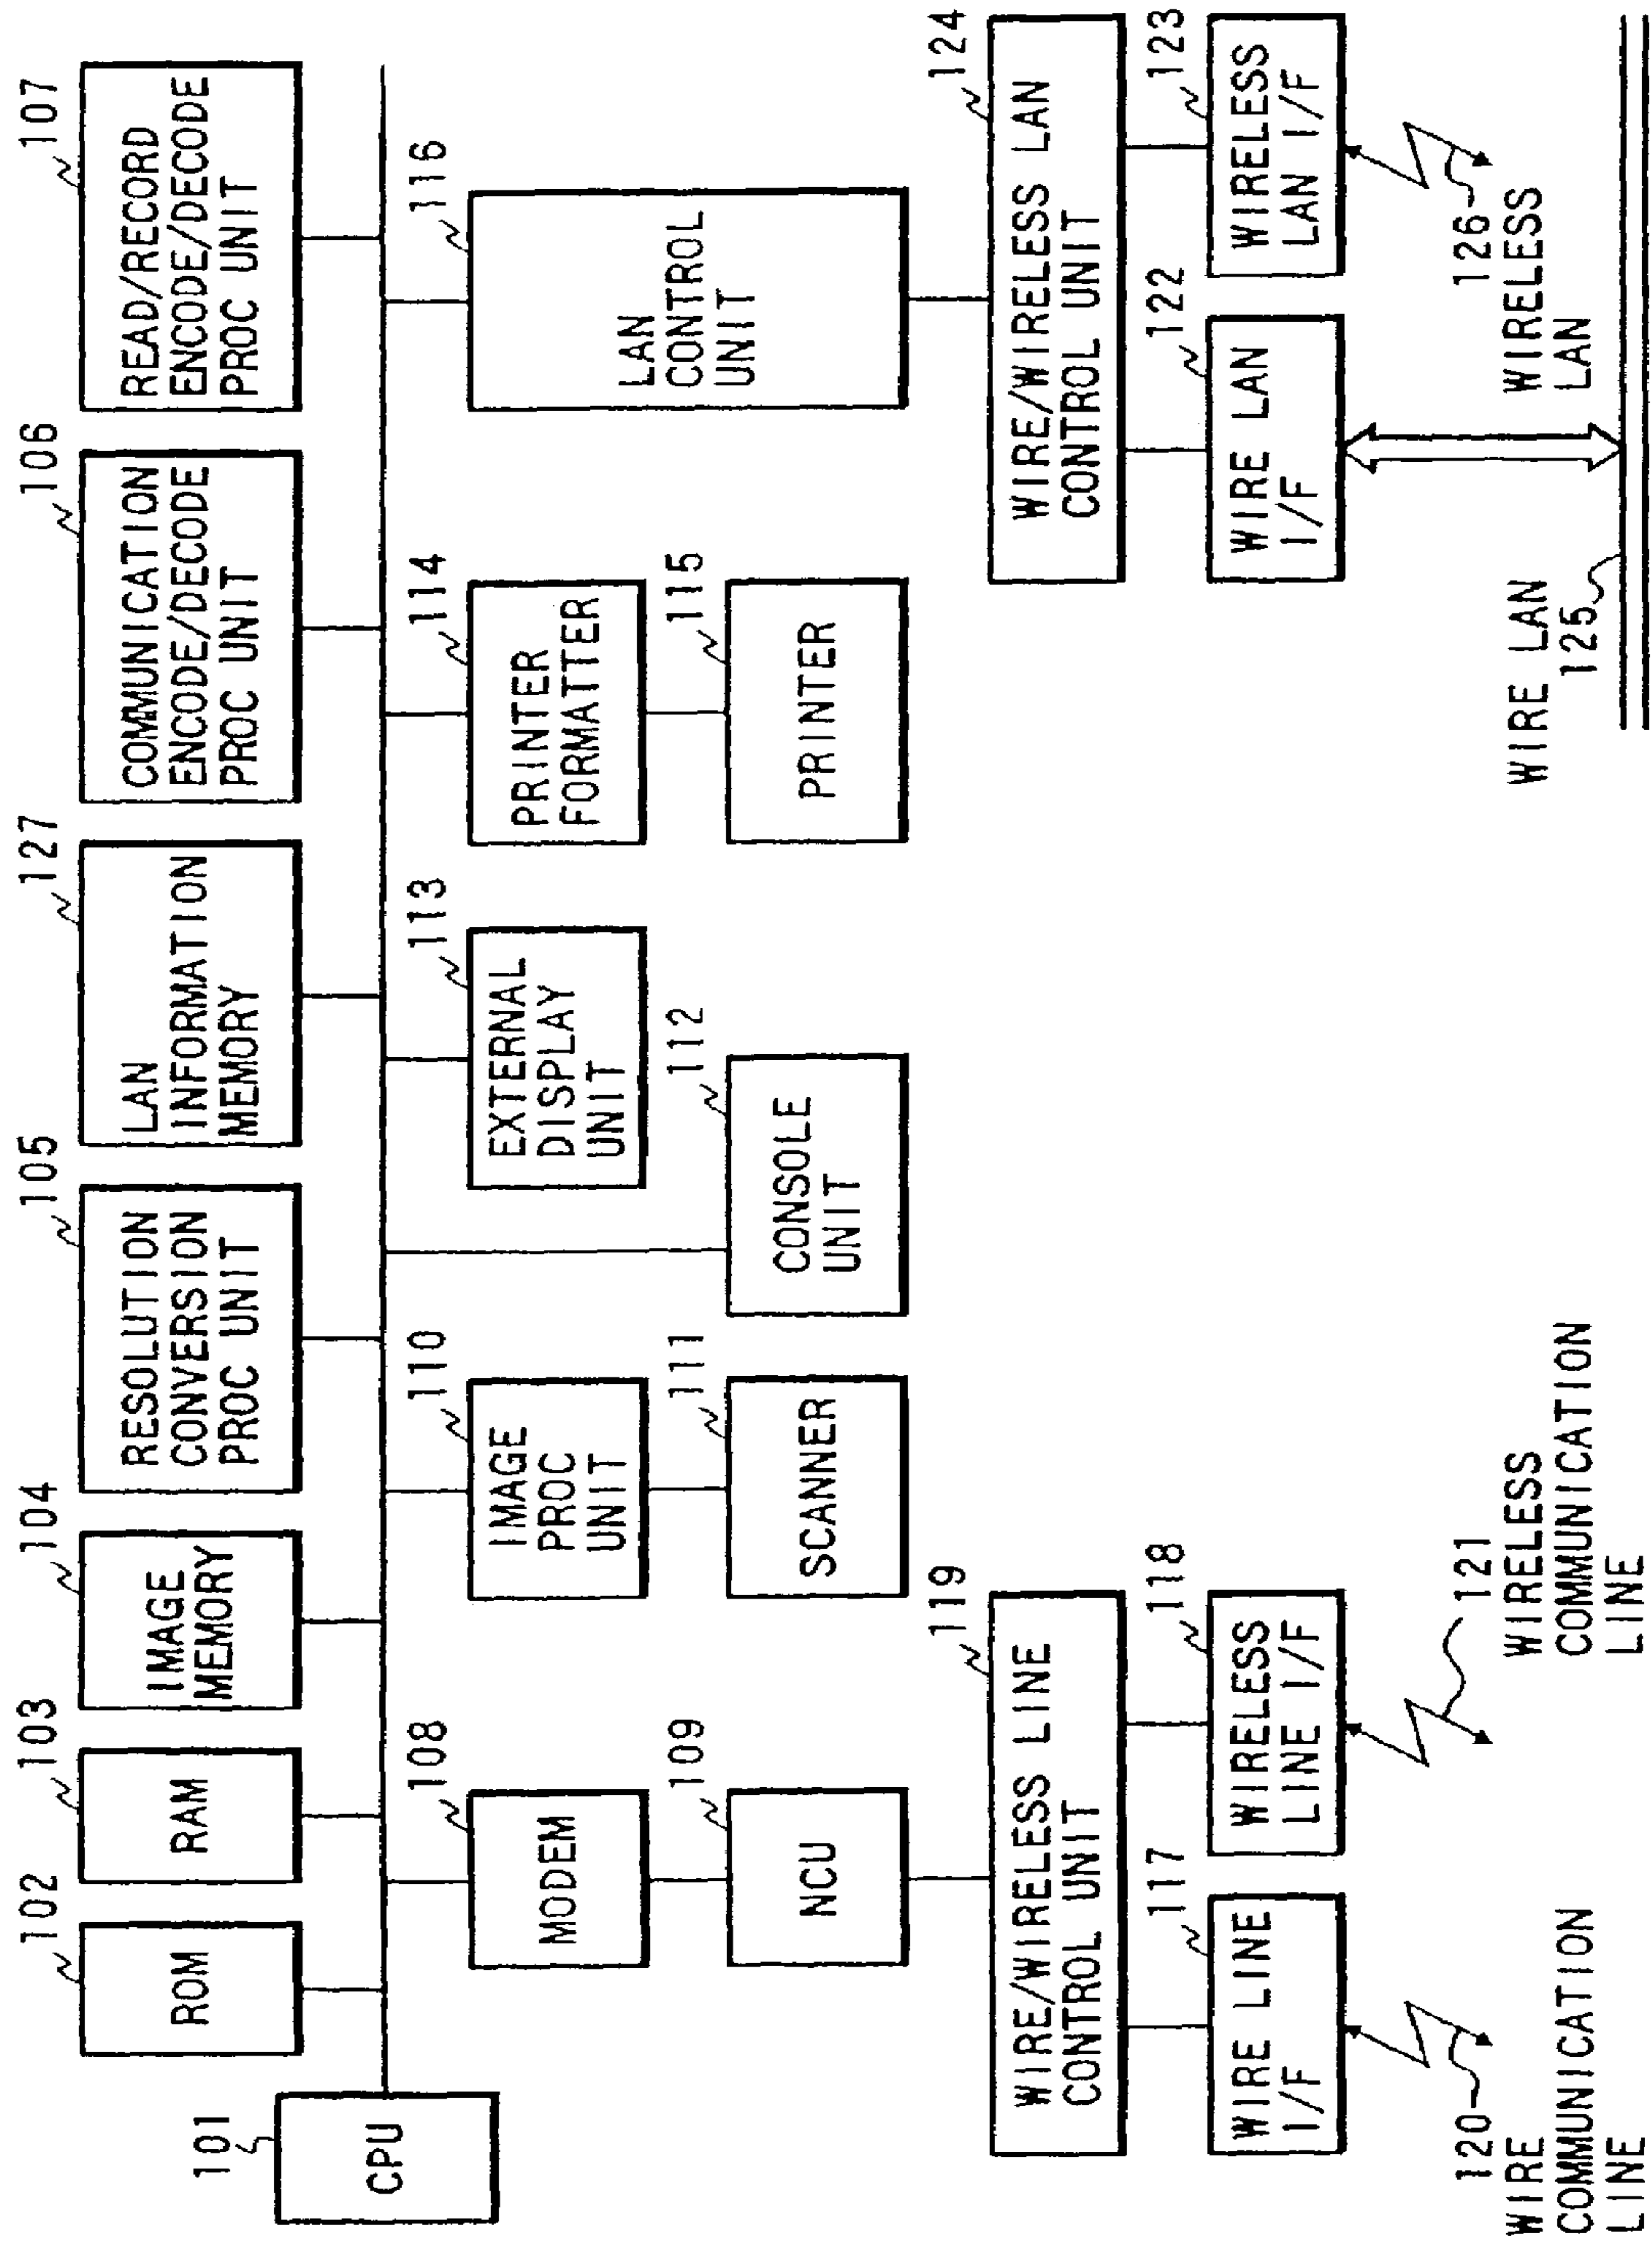 102
103
104
105
127
106
107
ROM
RAM
IMAGE
MEMORY
RESOLUTION
CONVERSION
PROC UNIT
LAN
INFORMATION
MEMORY
COMMUNICATION
ENCODE/DECODE
PROC UNIT
READ/RECORD
ENCODE/DECODE
PROC UNIT
101
CPU
108
MODEM
110
IMAGE
PROC
UNIT
113
EXTERNAL
DISPLAY
UNIT
114
PRINTER
FORMATTER
116
LAN
CONTROL
UNIT
109
NCU
111
SCANNER
112
CONSOLE
UNIT
115
PRINTER
119
WIRE/WIRELESS LINE
CONTROL UNIT
124
WIRE/WIRELESS LAN
CONTROL UNIT
117
WIRE LINE
I/F
118
WIRELESS
LINE I/F
122
WIRE LAN
I/F
123
WIRELESS
LAN I/F
120
WIRE
COMMUNICATION
LINE
121
WIRELESS
COMMUNICATION
LINE
WIRE LAN
125
126
WIRELESS
LAN